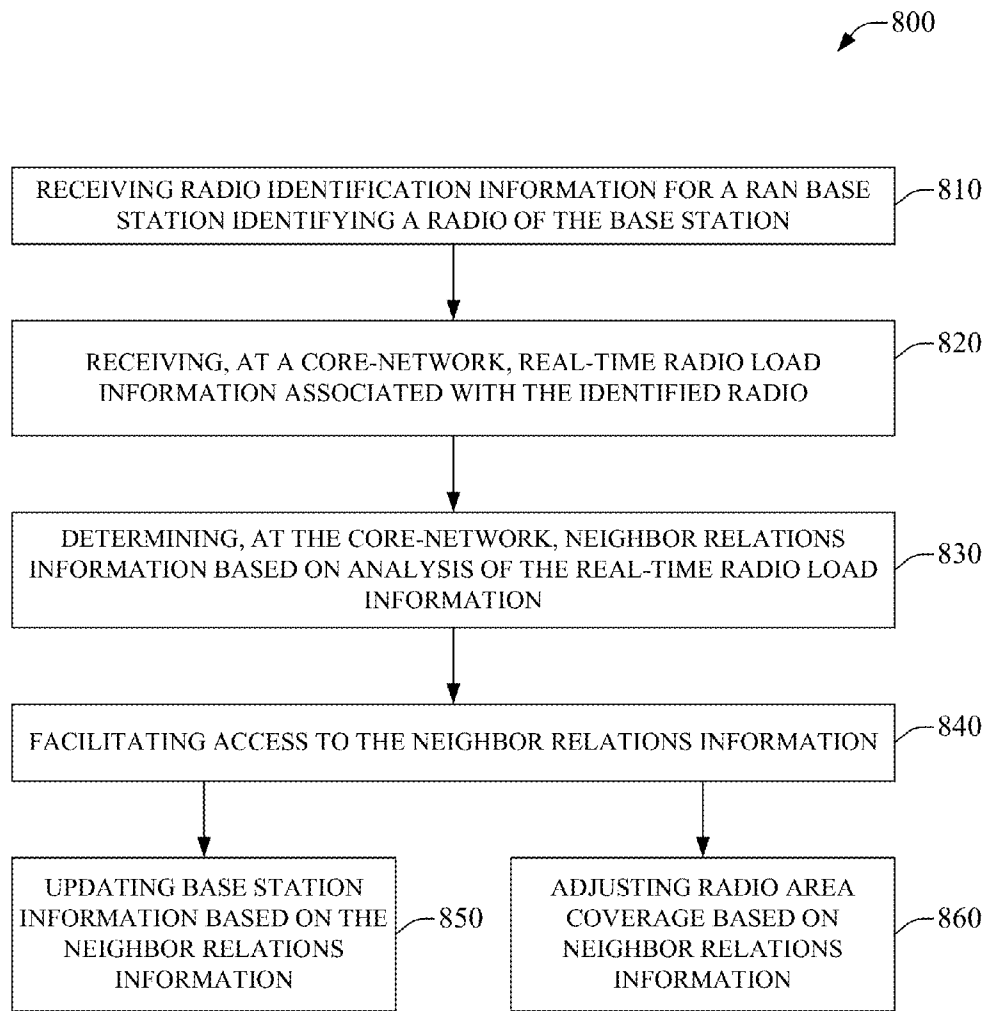 800
RECEIVING RADIO IDENTIFICATION INFORMATION FOR A RAN BASE
STATION IDENTIFYING A RADIO OF THE BASE STATION
810
RECEIVING, AT A CORE-NETWORK, REAL-TIME RADIO LOAD
INFORMATION ASSOCIATED WITH THE IDENTIFIED RADIO
820
DETERMINING, AT THE CORE-NETWORK, NEIGHBOR RELATIONS
INFORMATION BASED ON ANALYSIS OF THE REAL-TIME RADIO LOAD
INFORMATION
830
FACILITATING ACCESS TO THE NEIGHBOR RELATIONS INFORMATION
840
UPDATING BASE STATION
INFORMATION BASED ON THE
NEIGHBOR RELATIONS
INFORMATION
850
ADJUSTING RADIO AREA
COVERAGE BASED ON
NEIGHBOR RELATIONS
INFORMATION
860